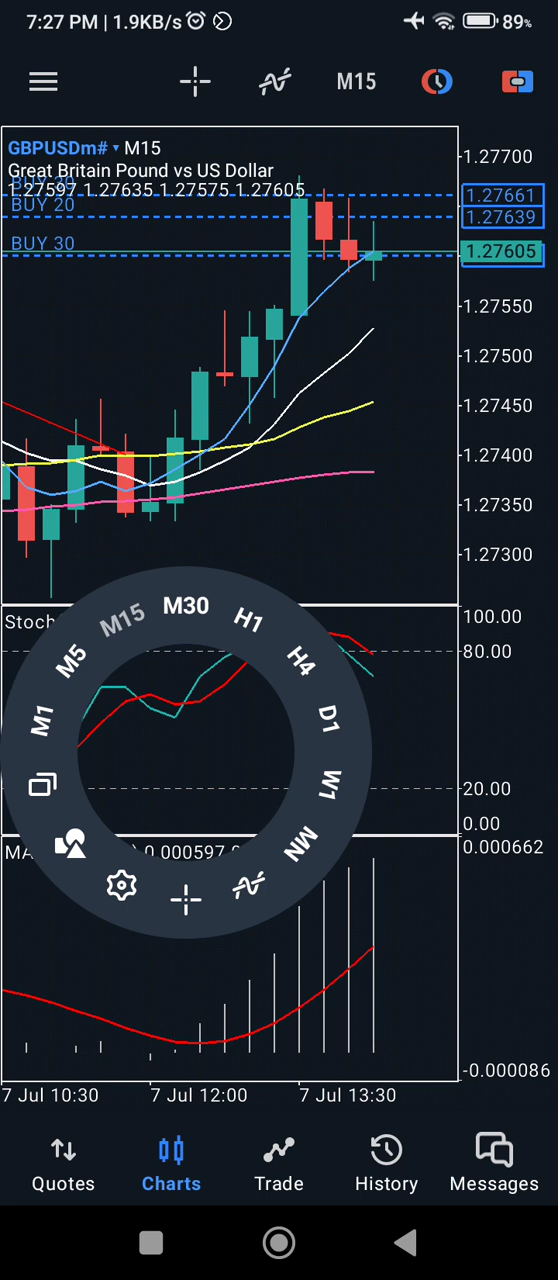 7:27 PM | 1.9KB/s
89%
M15
GBPUSDm# ▾ M15
1.27700
Great Britain Pound vs US Dollar
1.27597 1.27635 1.27575 1.27605
1.27661
BUY 20
1.27639
BUY 30
1.27605
1.27550
1.27500
1.27450
1.27400
1.27350
1.27300
Stoch
100.00
80.00
20.00
0.00
M1
M5
M15
M30
H1
H4
D1
W1
MN
MA
0.000597
0.000662
-0.000086
7 Jul 10:30
7 Jul 12:00
7 Jul 13:30
Quotes
Charts
Trade
History
Messages